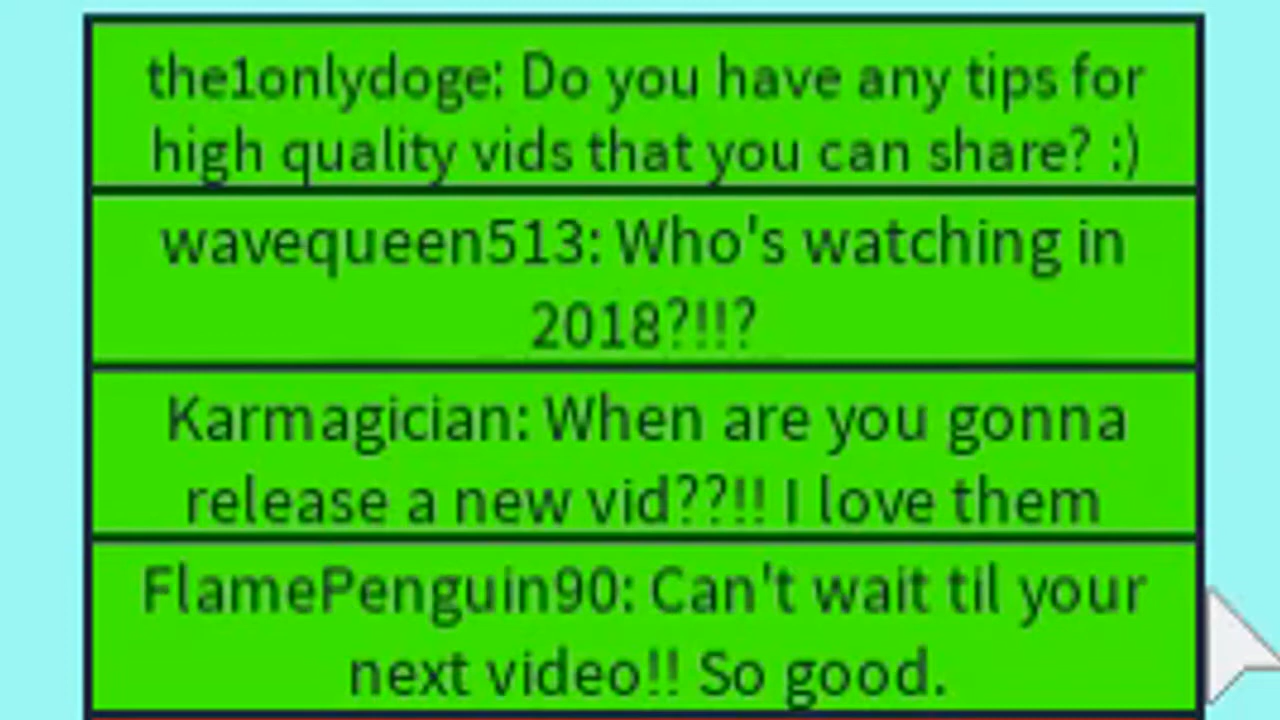 the1onlydoge: Do you have any tips for
high quality vids that you can share? :)
wavequeen513: Who's watching in
2018?!!?
Karmagician: When are you gonna
release a new vid??!! I love them
FlamePenguin90: Can't wait til your
next video!! So good.